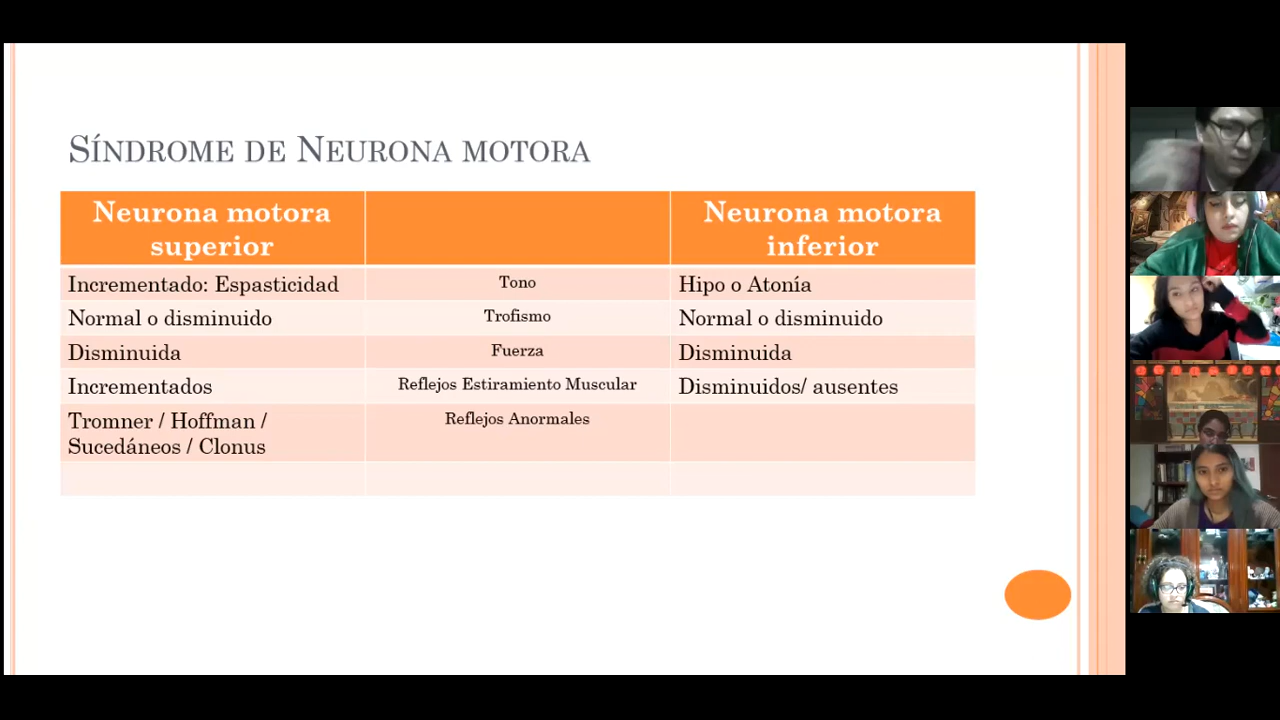 SÍNDROME DE NEURONA MOTORA
Neurona motora superior
Neurona motora inferior
Incrementado: Espasticidad
Tono
Hipo o Atonía
Normal o disminuido
Trofismo
Normal o disminuido
Disminuida
Fuerza
Disminuida
Incrementados
Reflejos Estiramiento Muscular
Disminuidos/ ausentes
Tromner / Hoffman /
Sucedáneos / Clonus
Reflejos Anormales